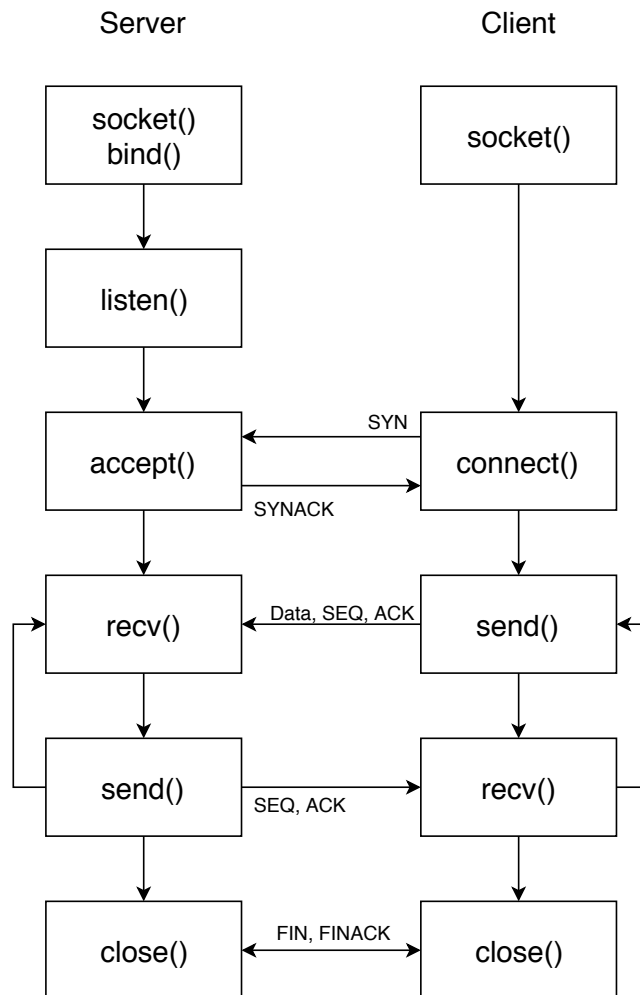 Server
Client
socket()
bind()
socket()
listen()
SYN
accept()
connect()
SYNACK
recv()
Data, SEQ, ACK
send()
send()
SEQ, ACK
recv()
close()
FIN, FINACK
close()